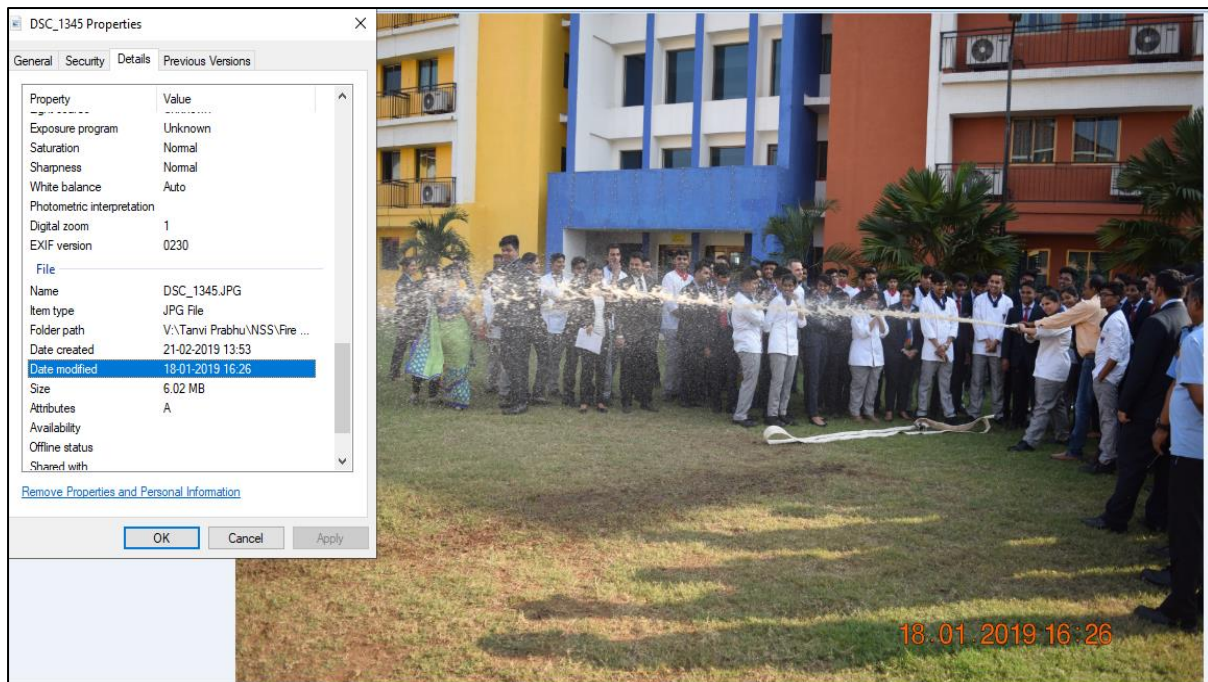 DSC_1345 Properties
General Security Details Previous Versions
Property Value
Exposure program Unknown
Saturation Normal
Sharpness Normal
White balance Auto
Photometric interpretation
Digital zoom 1
EXIF version 0230
File
Name DSC_1345.JPG
Item type JPG File
Folder path V:\Tanvi Prabhu\NSS\Fire ...
Date created 21-02-2019 13:53
Date modified 18-01-2019 16:26
Size 6.02 MB
Attributes A
Availability
Offline status
Shared with
Remove Properties and Personal Information
OK Cancel Apply
18.01.2019 16:26